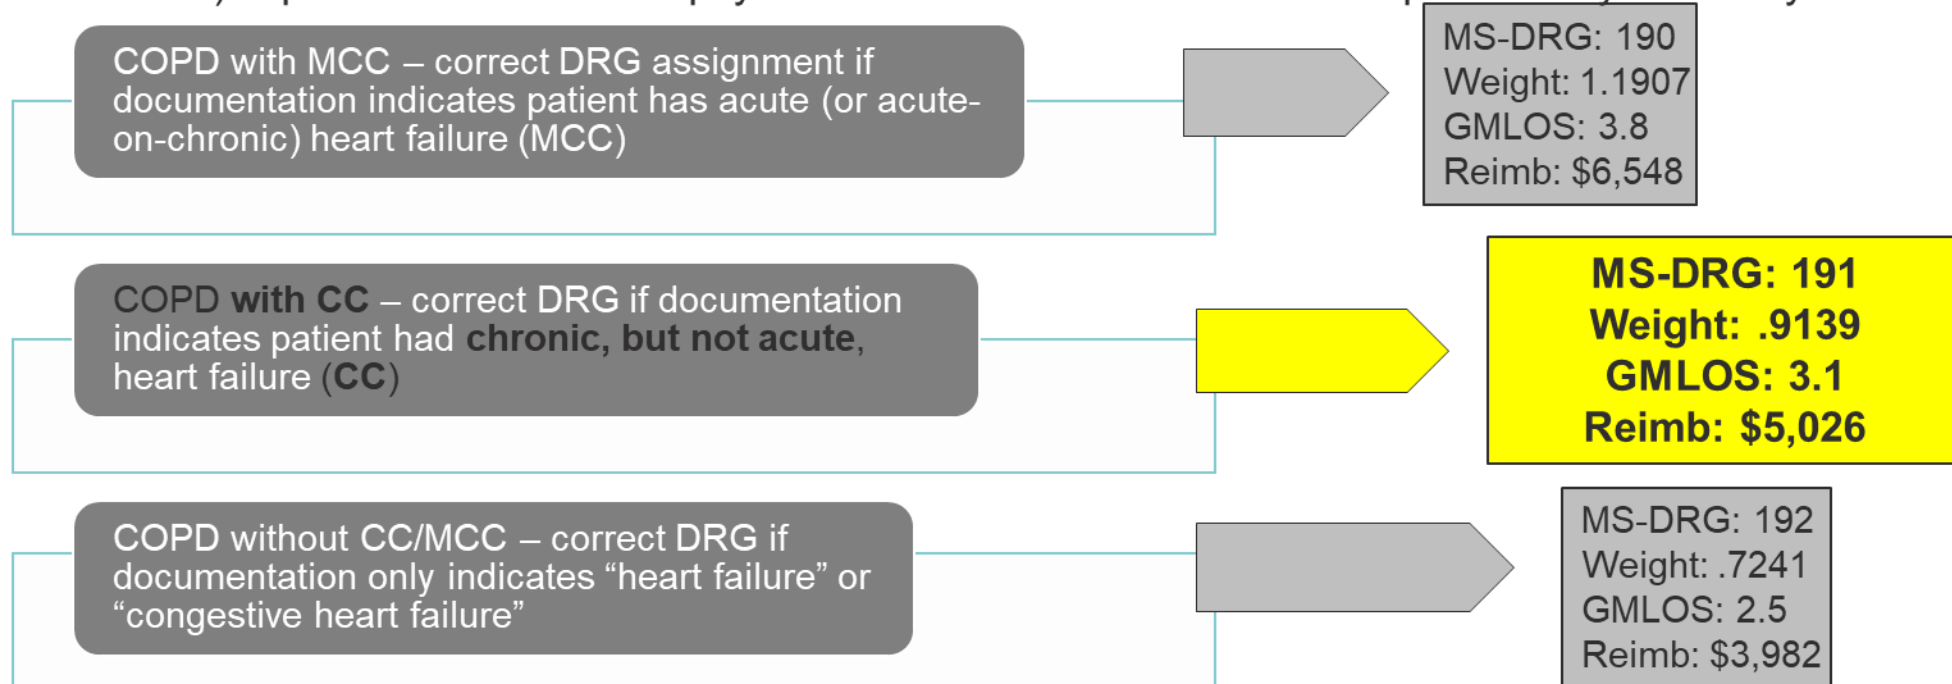 COPD with MCC – correct DRG assignment if
documentation indicates patient has acute (or acute-
on-chronic) heart failure (MCC)
MS-DRG: 190
Weight: 1.1907
GMLOS: 3.8
Reimb: $6,548
COPD with CC – correct DRG if documentation
indicates patient had chronic, but not acute,
heart failure (CC)
MS-DRG: 191
Weight: .9139
GMLOS: 3.1
Reimb: $5,026
COPD without CC/MCC – correct DRG if
documentation only indicates “heart failure” or
“congestive heart failure”
MS-DRG: 192
Weight: .7241
GMLOS: 2.5
Reimb: $3,982